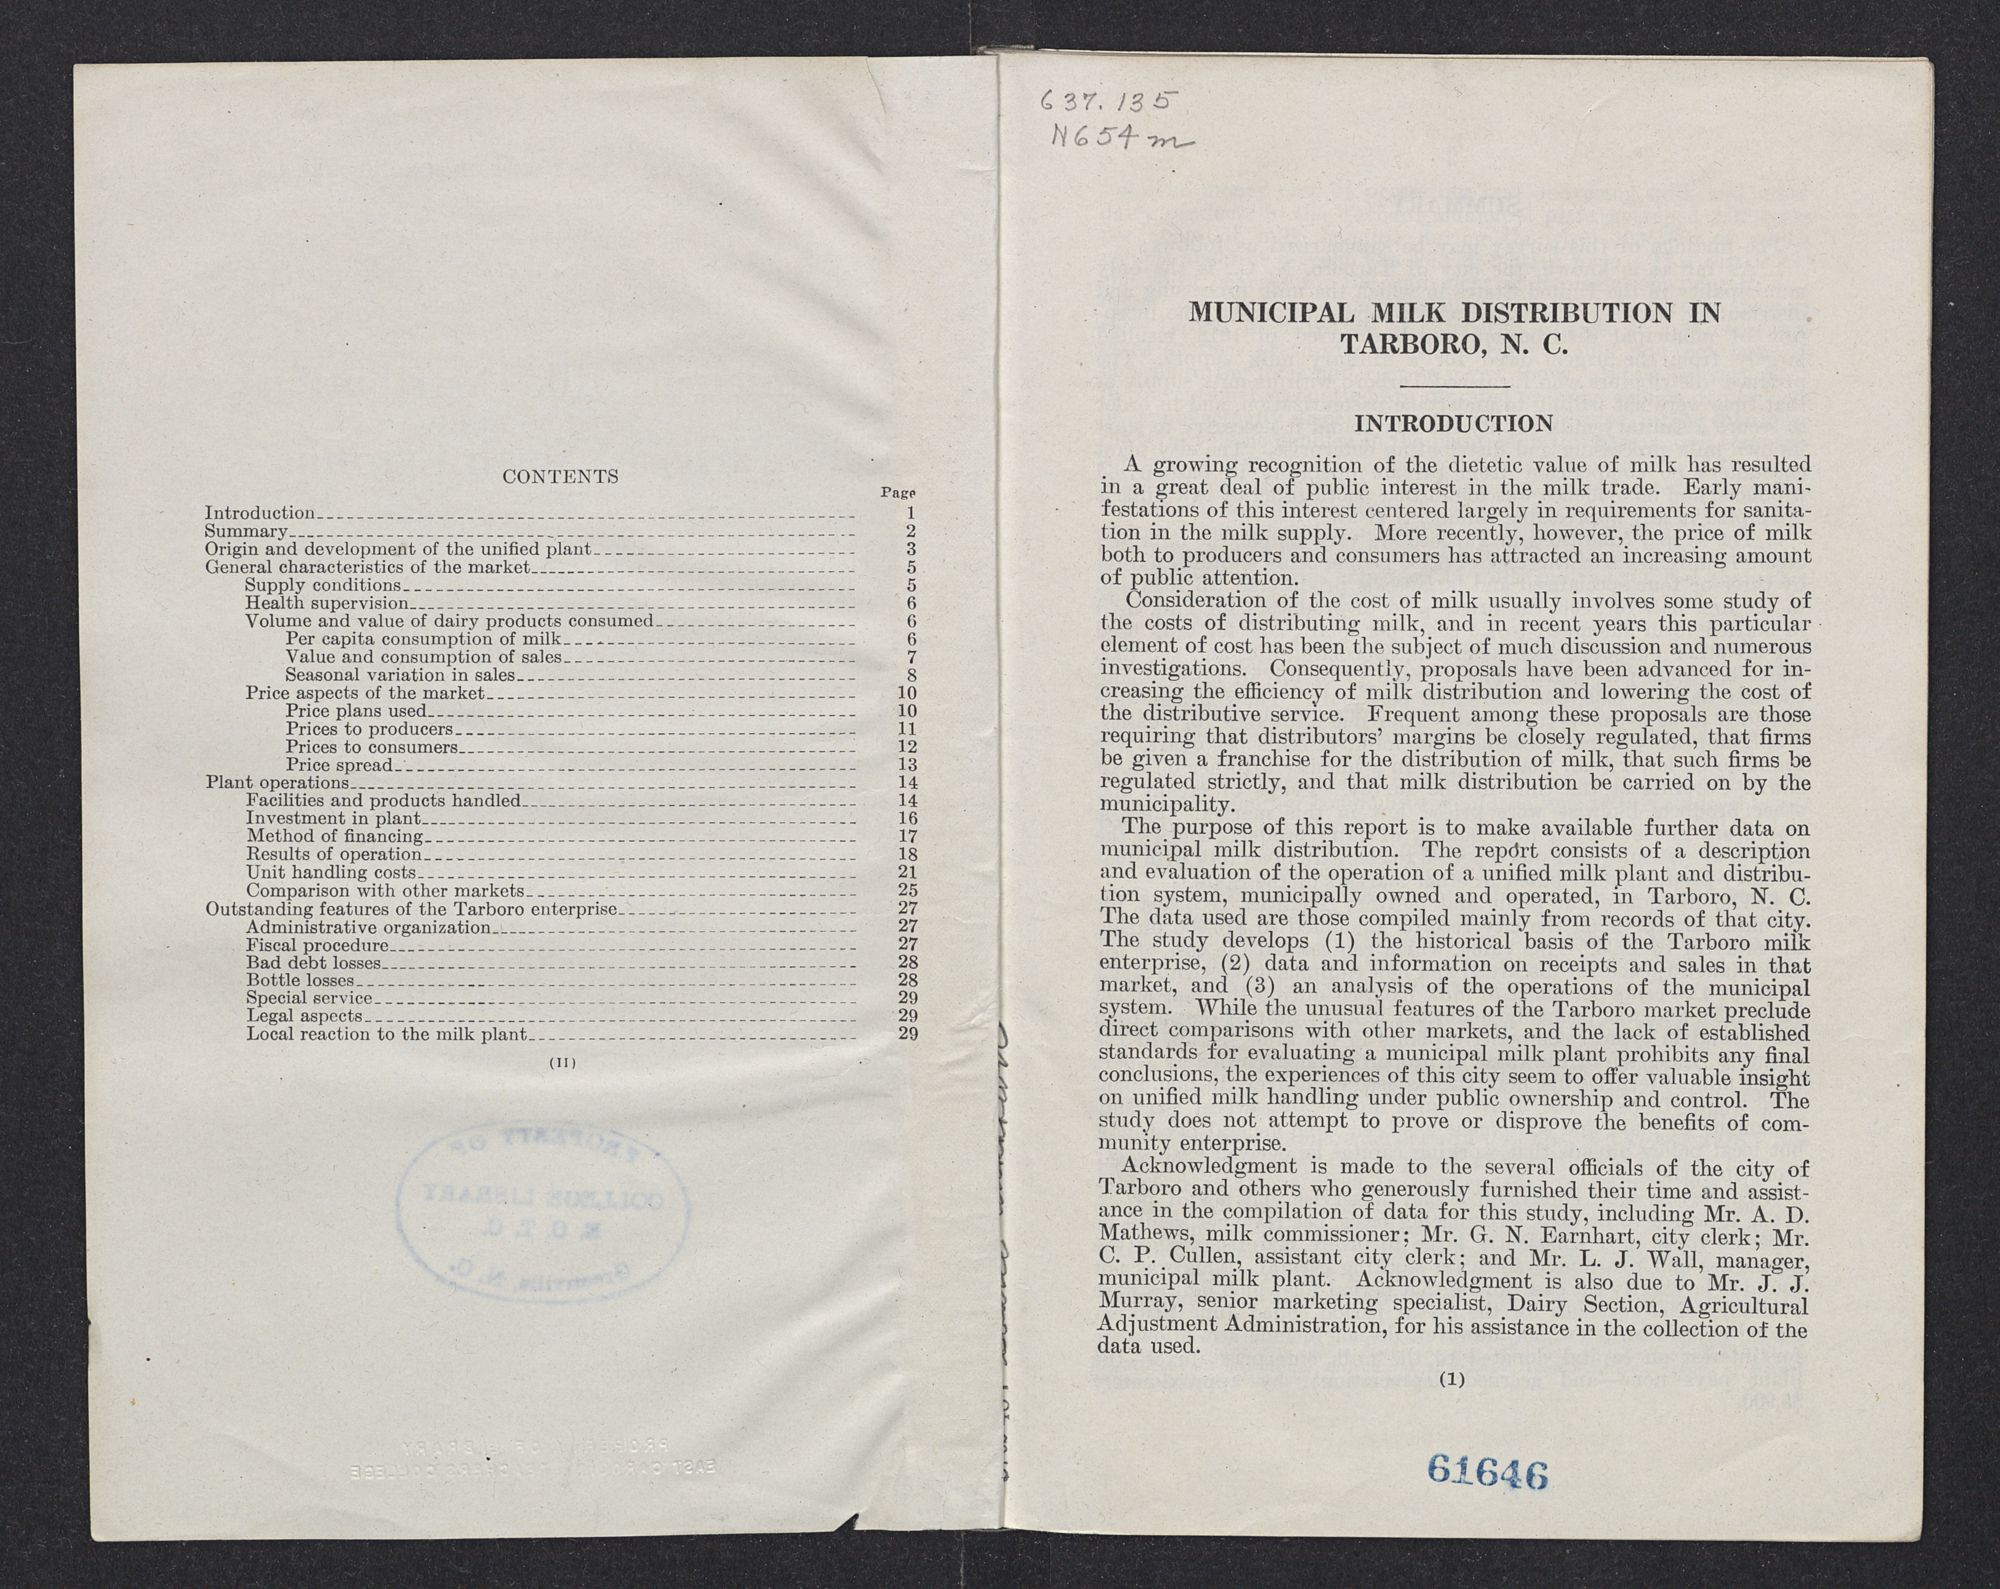 CONTENTS
Page
Introduction 1
Summary 2
Origin and development of the unified plant 3
General characteristics of the market 5
Supply conditions 5
Health supervision 6
Volume and value of dairy products consumed 6
Per capita consumption of milk 6
Value and consumption of sales 7
Seasonal variation in sales 8
Price aspects of the market 10
Price plans used 10
Prices to producers 11
Prices to consumers 12
Price spread 13
Plant operations 14
Facilities and products handled 14
Investment in plant 16
Method of financing 17
Results of operation 18
Unit handling costs 21
Comparison with other markets 25
Outstanding features of the Tarboro enterprise 27
Administrative organization 27
Fiscal procedure 27
Bad debt losses 28
Bottle losses 28
Special service 29
Legal aspects 29
Local reaction to the milk plant 29
(II)
PROPERTY OF
COLLEGE LIBRARY
E. C. T. C.
Greenville, N. C.
PROPERTY OF LIBRARY
EAST CAROLINA TEACHERS COLLEGE
637.135
N654m
MUNICIPAL MILK DISTRIBUTION IN
TARBORO, N. C.
INTRODUCTION
A growing recognition of the dietetic value of milk has resulted
in a great deal of public interest in the milk trade. Early mani-
festations of this interest centered largely in requirements for sanita-
tion in the milk supply. More recently, however, the price of milk
both to producers and consumers has attracted an increasing amount
of public attention.
Consideration of the cost of milk usually involves some study of
the costs of distributing milk, and in recent years this particular
element of cost has been the subject of much discussion and numerous
investigations. Consequently, proposals have been advanced for in-
creasing the efficiency of milk distribution and lowering the cost of
the distributive service. Frequent among these proposals are those
requiring that distributors' margins be closely regulated, that firms
be given a franchise for the distribution of milk, that such firms be
regulated strictly, and that milk distribution be carried on by the
municipality.
The purpose of this report is to make available further data on
municipal milk distribution. The report consists of a description
and evaluation of the operation of a unified milk plant and distribu-
tion system, municipally owned and operated, in Tarboro, N. C.
The data used are those compiled mainly from records of that city.
The study develops (1) the historical basis of the Tarboro milk
enterprise, (2) data and information on receipts and sales in that
market, and (3) an analysis of the operations of the municipal
system. While the unusual features of the Tarboro market preclude
direct comparisons with other markets, and the lack of established
standards for evaluating a municipal milk plant prohibits any final
conclusions, the experiences of this city seem to offer valuable insight
on unified milk handling under public ownership and control. The
study does not attempt to prove or disprove the benefits of com-
munity enterprise.
Acknowledgment is made to the several officials of the city of
Tarboro and others who generously furnished their time and assist-
ance in the compilation of data for this study, including Mr. A. D.
Mathews, milk commissioner; Mr. G. N. Earnhart, city clerk; Mr.
C. P. Cullen, assistant city clerk; and Mr. L. J. Wall, manager,
municipal milk plant. Acknowledgment is also due to Mr. J. J.
Murray, senior marketing specialist, Dairy Section, Agricultural
Adjustment Administration, for his assistance in the collection of the
data used.
(1)
61646